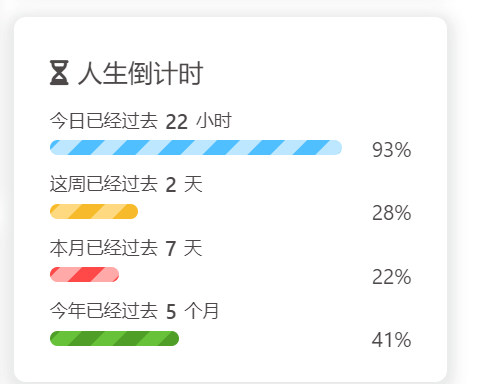 人生倒计时
今日已经过去 22 小时
93%
这周已经过去 2 天
28%
本月已经过去 7 天
22%
今年已经过去 5 个月
41%